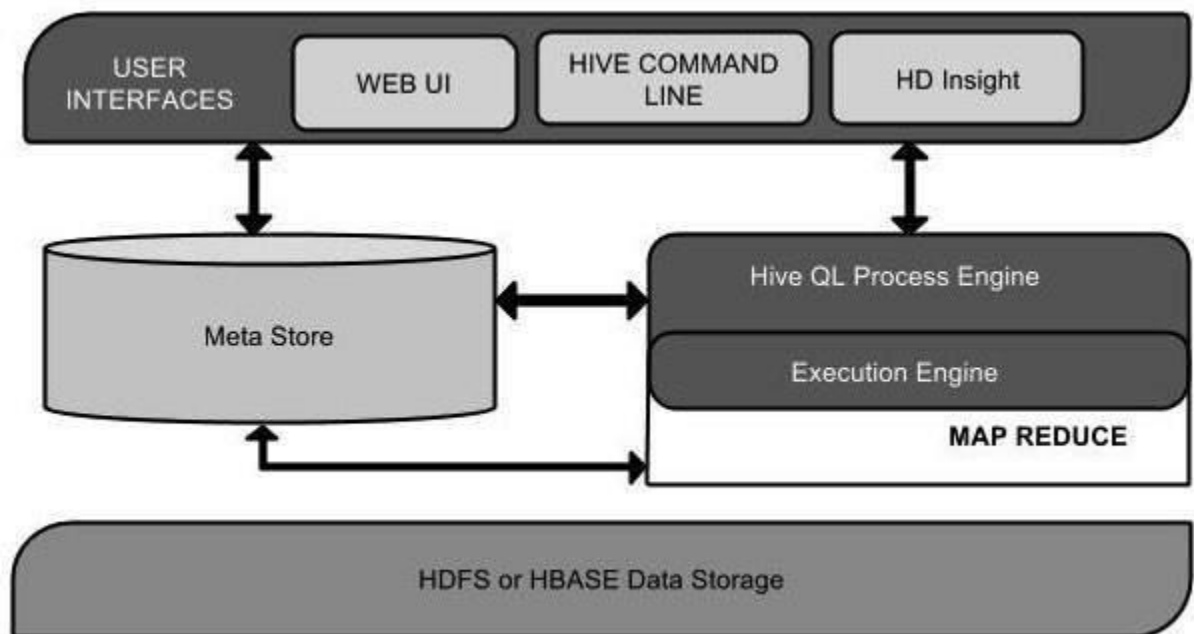 USER
INTERFACES
WEB UI
HIVE COMMAND
LINE
HD Insight
Meta Store
Hive QL Process Engine
Execution Engine
MAP REDUCE
HDFS or HBASE Data Storage